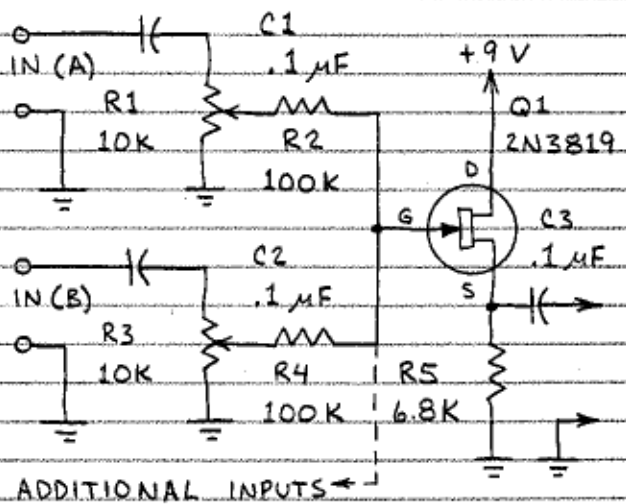 C1
.1 µF
IN (A)
R1
10K
R2
100K
+9 V
Q1
2N3819
D
G
S
C3
.1 µF
C2
.1 µF
IN (B)
R3
10K
R4
100K
R5
6.8K
ADDITIONAL INPUTS